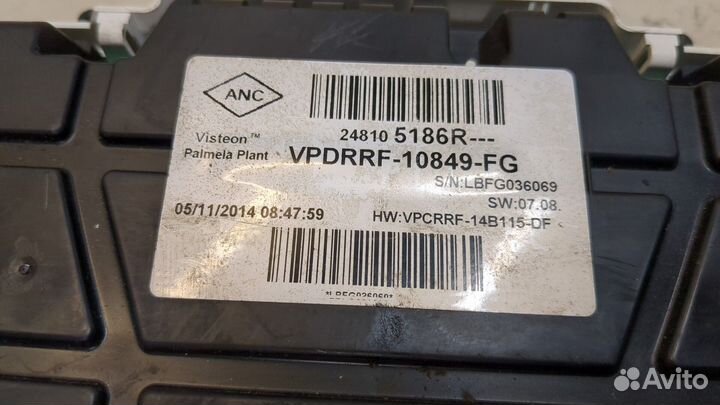 ANC
24810 5186R---
Visteon™
Palmela Plant
VPDRRF-10849-FG
S/N:LBFG036069
SW:07.08.
05/11/2014 08:47:59
HW:VPCRRF-14B115-DF
*LBFG036069*
Avito